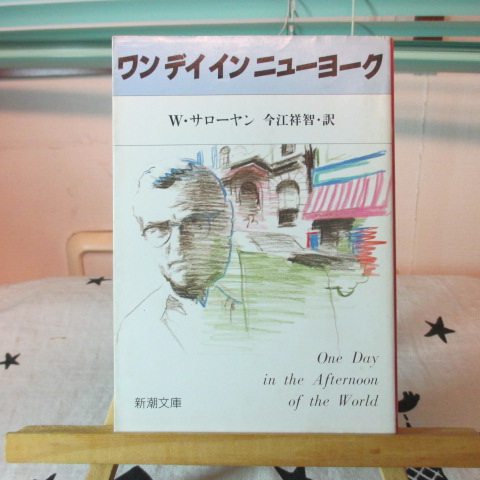 ワン デイ イン ニューヨーク
W・サローヤン 今江祥智・訳
One Day
in the Afternoon
of the World
新潮文庫